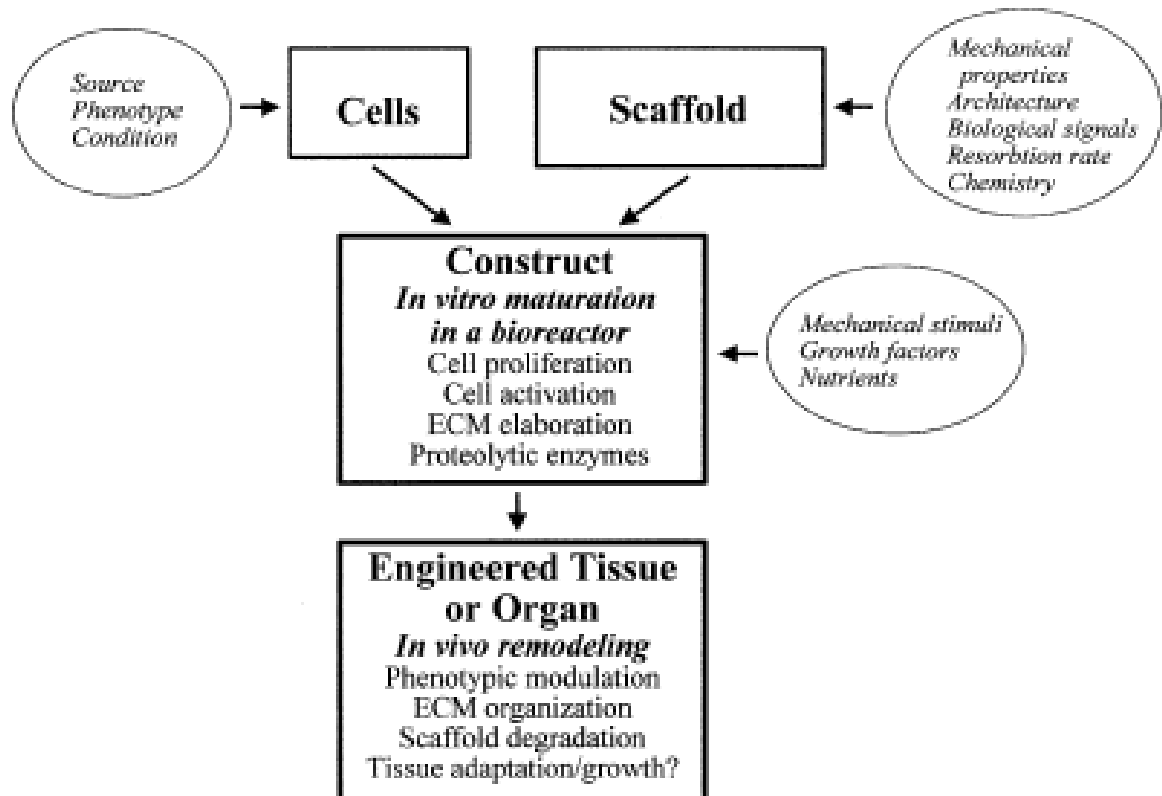 Source
Phenotype
Condition
Cells
Scaffold
Mechanical
properties
Architecture
Biological signals
Resorbtion rate
Chemistry
Construct
In vitro maturation
in a bioreactor
Cell proliferation
Cell activation
ECM elaboration
Proteolytic enzymes
Mechanical stimuli
Growth factors
Nutrients
Engineered Tissue
or Organ
In vivo remodeling
Phenotypic modulation
ECM organization
Scaffold degradation
Tissue adaptation/growth?